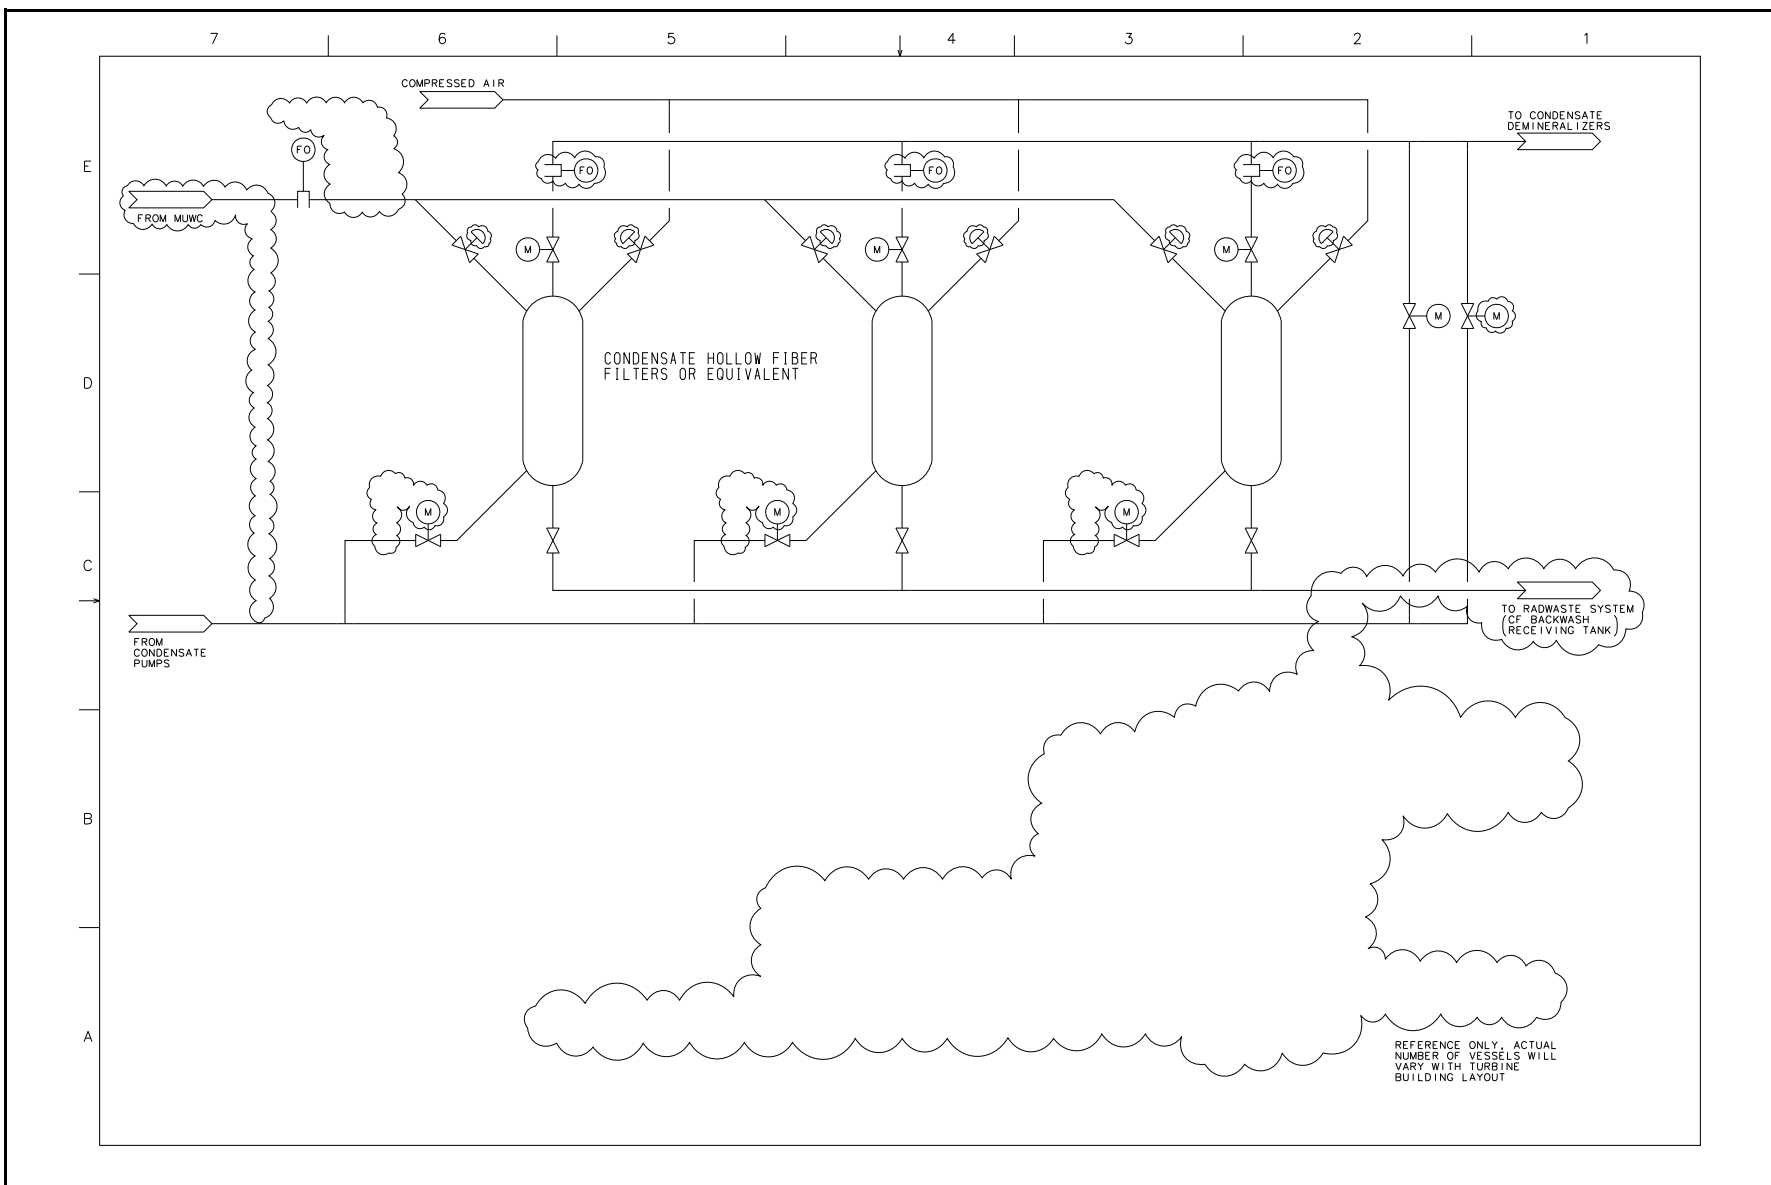 7 6 5 4 3 2 1
COMPRESSED AIR
TO CONDENSATE
DEMINERALIZERS
E
FO
FO
FO
FO
FROM MUWC
M
M
M
M
M
CONDENSATE HOLLOW FIBER
FILTERS OR EQUIVALENT
D
M
M
M
C
TO RADWASTE SYSTEM
(CF BACKWASH
RECEIVING TANK)
FROM
CONDENSATE
PUMPS
B
A
REFERENCE ONLY, ACTUAL
NUMBER OF VESSELS WILL
VARY WITH TURBINE
BUILDING LAYOUT